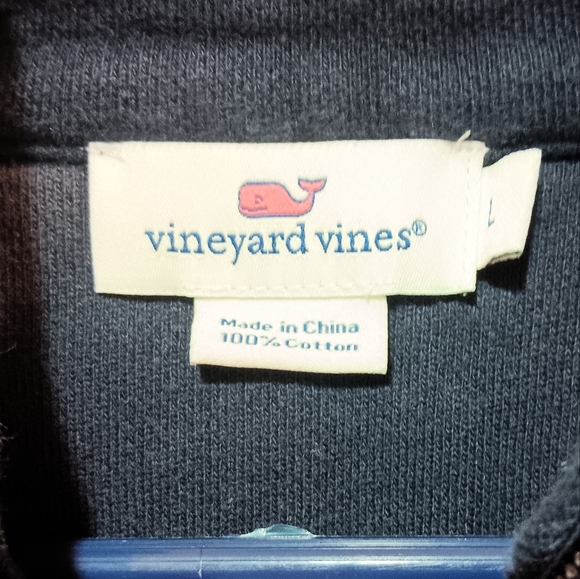 vineyard vines®
Made in China
100% Cotton